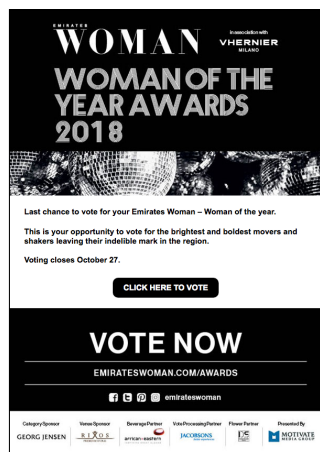 EMIRATES
WOMAN
in association with
VHERNIER
MILANO
WOMAN OF THE
YEAR AWARDS
2018
Last chance to vote for your Emirates Woman – Woman of the year.
This is your opportunity to vote for the brightest and boldest movers and
shakers leaving their indelible mark in the region.
Voting closes October 27.
CLICK HERE TO VOTE
VOTE NOW
EMIRATESWOMAN.COM/AWARDS
emirateswoman
Category Sponsor
GEORG JENSEN
Venue Sponsor
RIXOS
Beverage Partner
african+eastern
Vote Processing Partner
JACOBSONS
Flower Partner
Presented By
MOTIVATE
MEDIA GROUP